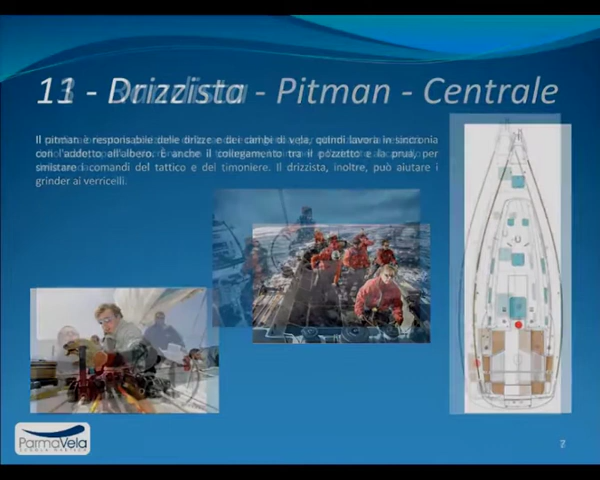 11 - Drizzista - Pitman - Centrale
Il pitman è responsabile delle drizze e dei cambi di vela, quindi lavora in sincronia
con l'addetto all'albero. È anche il collegamento tra il pozzetto e la prua, per
smistare i comandi del tattico e del timoniere. Il drizzista, inoltre, può aiutare i
grinder ai verricelli.
ParmaVela
7